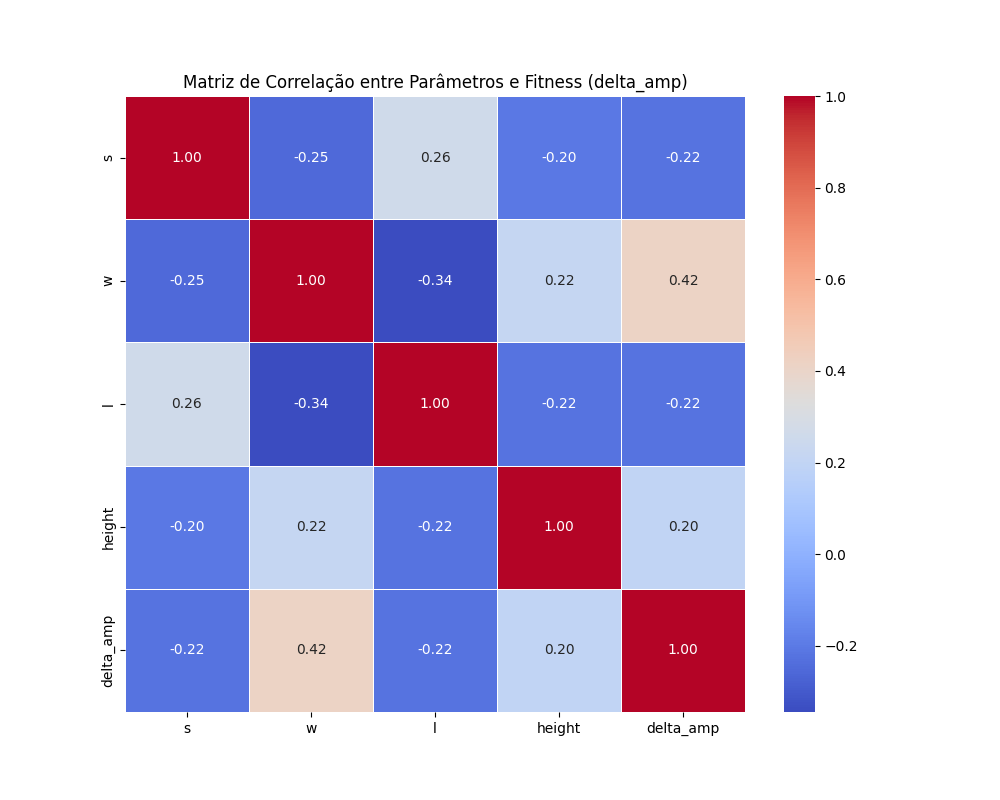 Matriz de Correlação entre Parâmetros e Fitness (delta_amp)
s 1.00 -0.25 0.26 -0.20 -0.22
w -0.25 1.00 -0.34 0.22 0.42
l 0.26 -0.34 1.00 -0.22 -0.22
height -0.20 0.22 -0.22 1.00 0.20
delta_amp -0.22 0.42 -0.22 0.20 1.00
s w l height delta_amp
1.0
0.8
0.6
0.4
0.2
0.0
−0.2